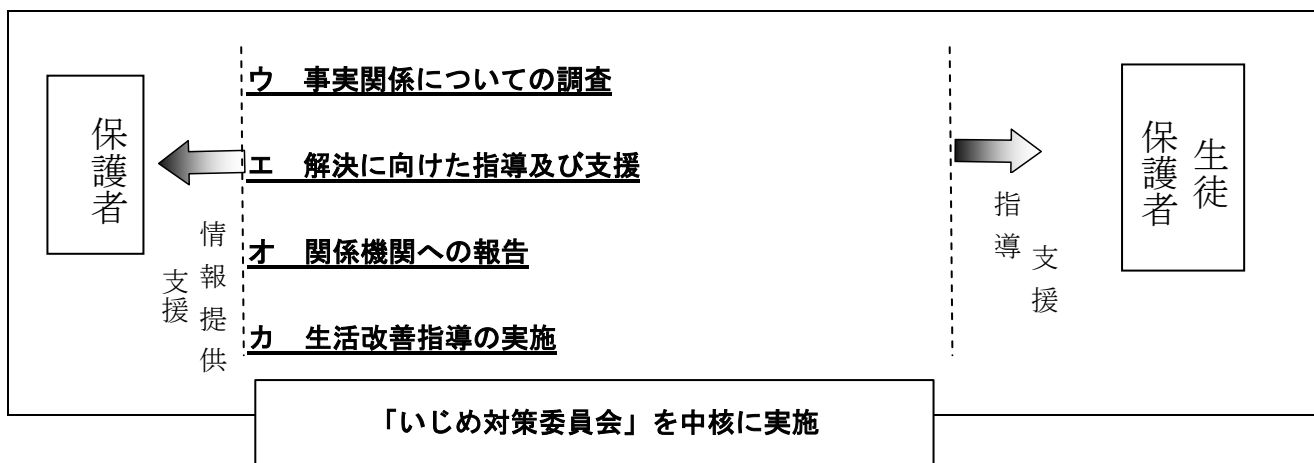 ウ 事実関係についての調査
エ 解決に向けた指導及び支援
オ 関係機関への報告
カ 生活改善指導の実施
保護者
情報提供
支援
指導
支援
生徒
保護者
「いじめ対策委員会」を中核に実施